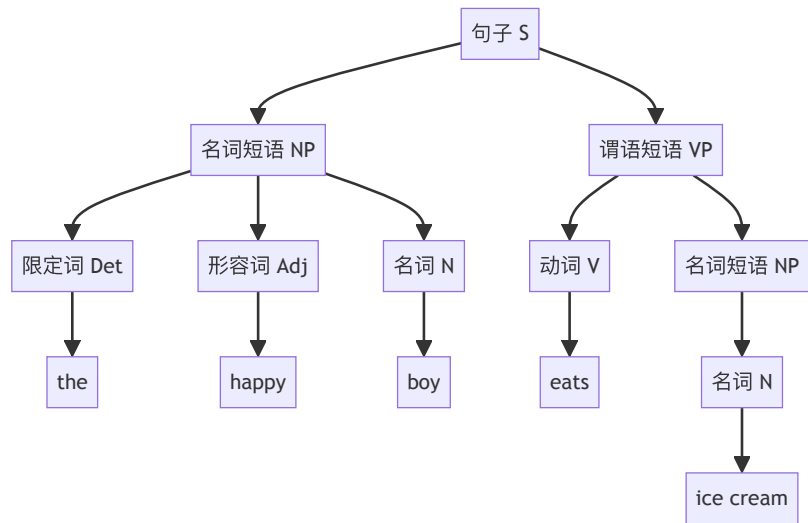 句子 S
名词短语 NP
谓语短语 VP
限定词 Det
形容词 Adj
名词 N
动词 V
名词短语 NP
the
happy
boy
eats
名词 N
ice cream